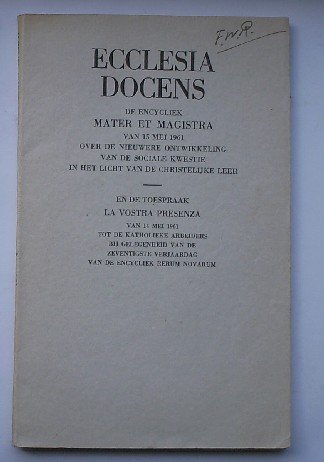 F.W.R.
ECCLESIA
DOCENS
DE ENCYCLIEK
MATER ET MAGISTRA
VAN 15 MEI 1961
OVER DE NIEUWERE ONTWIKKELING
VAN DE SOCIALE KWESTIE
IN HET LICHT VAN DE CHRISTELIJKE LEER
EN DE TOESPRAAK
LA VOSTRA PRESENZA
VAN 14 MEI 1961
TOT DE KATHOLIEKE ARBEIDERS
BIJ GELEGENHEID VAN DE
ZEVENTIGSTE VERJAARDAG
VAN DE ENCYCLIEK RERUM NOVARUM